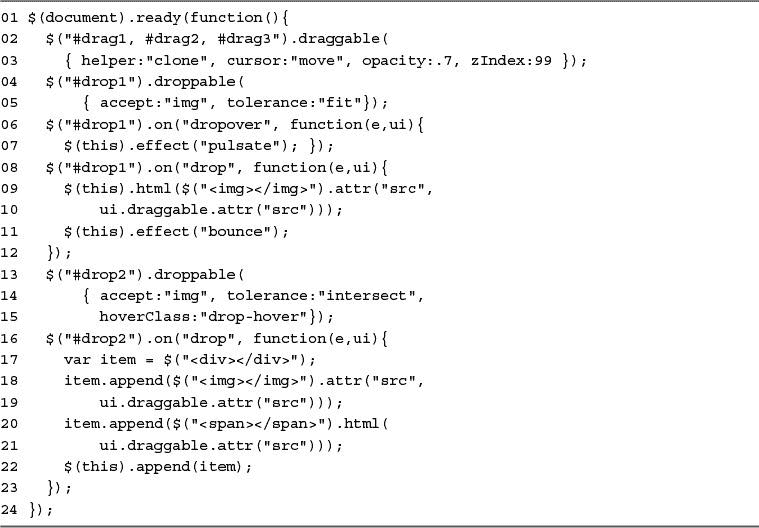 01 $(document).ready(function(){
02   $("#drag1, #drag2, #drag3").draggable(
03     { helper:"clone", cursor:"move", opacity:.7, zIndex:99 });
04   $("#drop1").droppable(
05       { accept:"img", tolerance:"fit"});
06   $("#drop1").on("dropover", function(e,ui){
07     $(this).effect("pulsate"); });
08   $("#drop1").on("drop", function(e,ui){
09     $(this).html($("<img></img>").attr("src",
10         ui.draggable.attr("src")));
11     $(this).effect("bounce");
12   });
13   $("#drop2").droppable(
14       { accept:"img", tolerance:"intersect",
15         hoverClass:"drop-hover"});
16   $("#drop2").on("drop", function(e,ui){
17     var item = $("<div></div>");
18     item.append($("<img></img>").attr("src",
19         ui.draggable.attr("src")));
20     item.append($("<span></span>").html(
21         ui.draggable.attr("src")));
22     $(this).append(item);
23   });
24 });